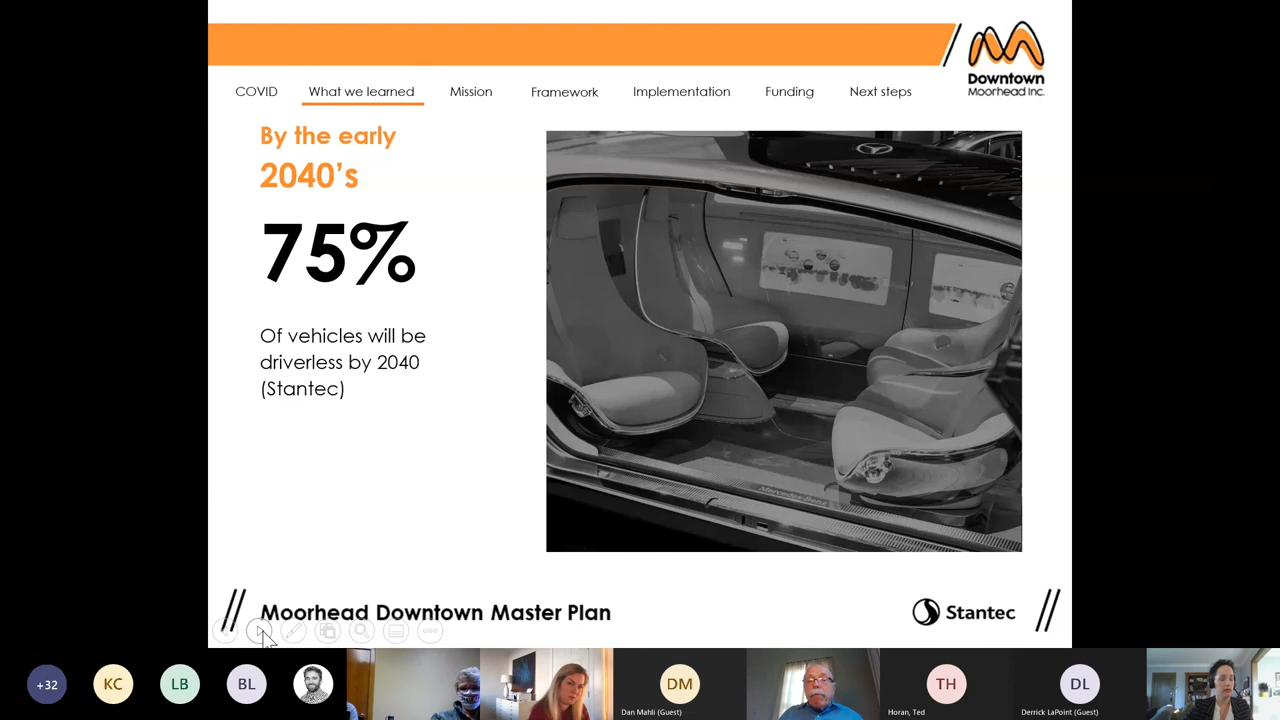 Downtown
Moorhead Inc.
COVID
What we learned
Mission
Framework
Implementation
Funding
Next steps
By the early
2040's
75%
Of vehicles will be
driverless by 2040
(Stantec)
Mercedes-Benz
Moorhead Downtown Master Plan
Stantec
+32
KC
LB
BL
DM
Dan Mahli (Guest)
TH
Horan, Ted
DL
Derrick LaPoint (Guest)